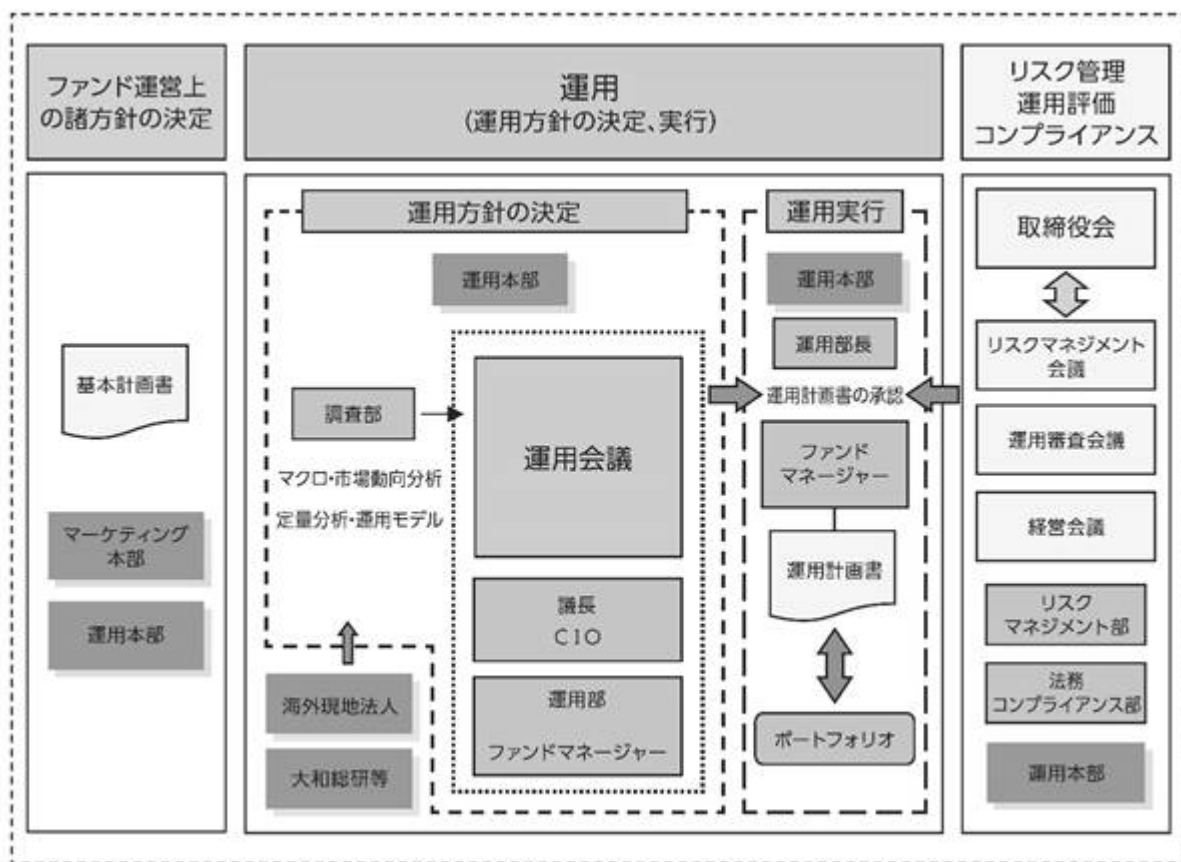 ファンド運営上
の諸方針の決定
運用
(運用方針の決定、実行)
リスク管理
運用評価
コンプライアンス
基本計画書
マーケティング
本部
運用本部
運用方針の決定
運用本部
調査部
マクロ・市場動向分析
定量分析・運用モデル
海外現地法人
大和総研等
運用会議
議長
CIO
運用部
ファンドマネージャー
運用実行
運用本部
運用部長
運用計画書の承認
ファンド
マネージャー
運用計画書
ポートフォリオ
取締役会
リスクマネジメント
会議
運用審査会議
経営会議
リスク
マネジメント部
法務
コンプライアンス部
運用本部